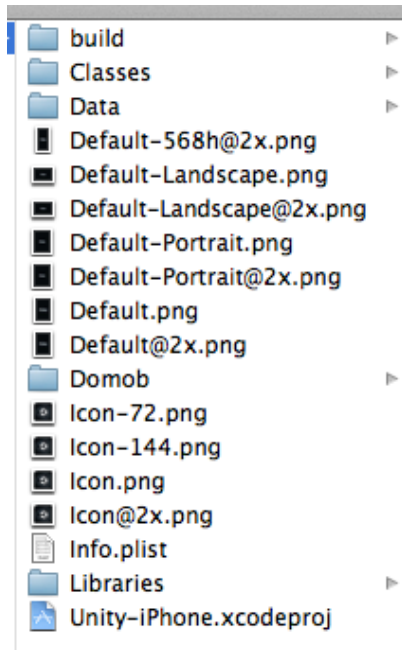 build
Classes
Data
Default-568h@2x.png
Default-Landscape.png
Default-Landscape@2x.png
Default-Portrait.png
Default-Portrait@2x.png
Default.png
Default@2x.png
Domob
Icon-72.png
Icon-144.png
Icon.png
Icon@2x.png
Info.plist
Libraries
Unity-iPhone.xcodeproj